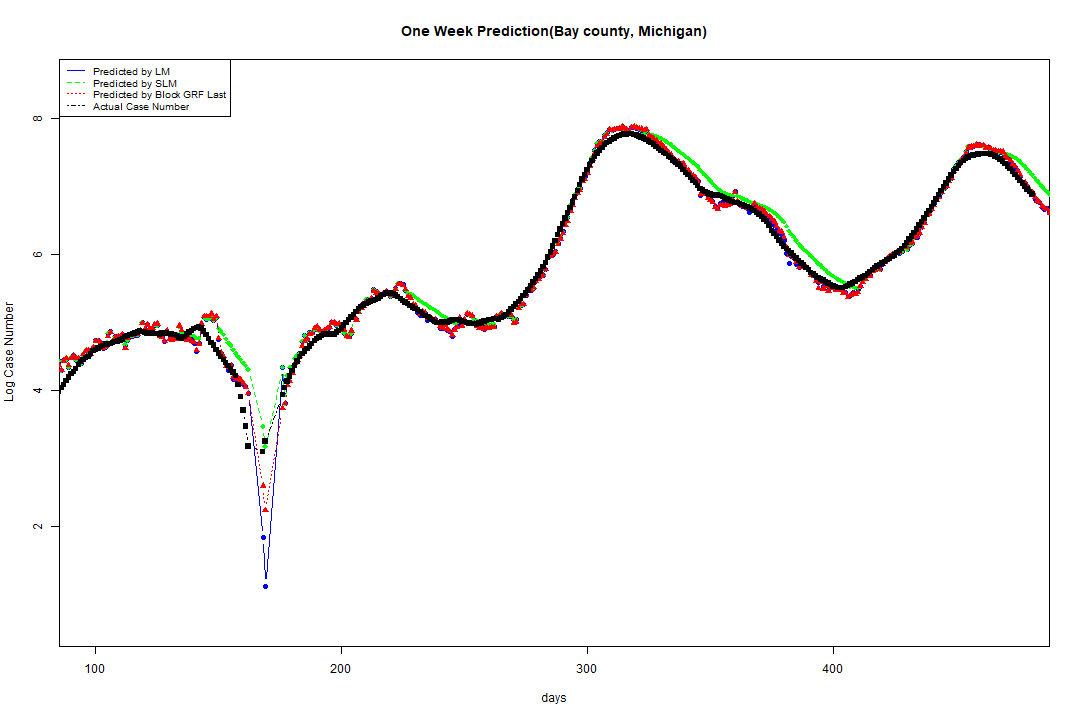 One Week Prediction(Bay county, Michigan)
Predicted by LM
Predicted by SLM
Predicted by Block GRF Last
Actual Case Number
8
6
4
2
Log Case Number
100 200 300 400
days